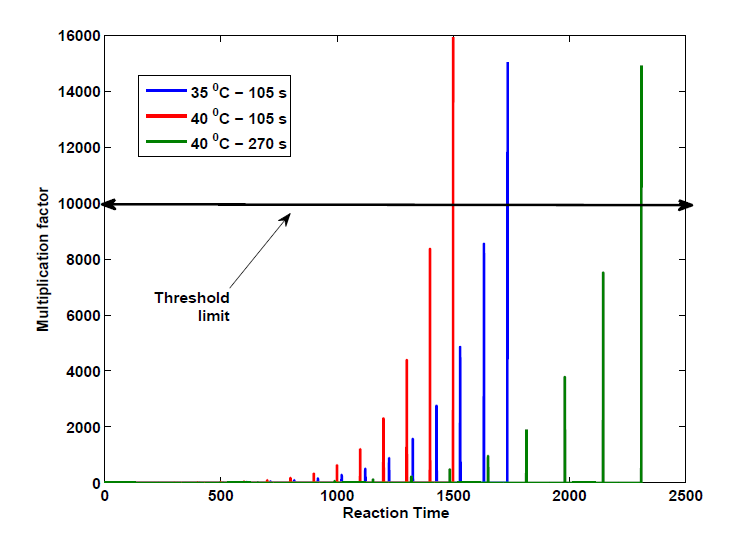 16000
14000
12000
10000
8000
6000
4000
2000
0
Multiplication factor
35 ⁰C – 105 s
40 ⁰C – 105 s
40 ⁰C – 270 s
Threshold
limit
0 500 1000 1500 2000 2500
Reaction Time